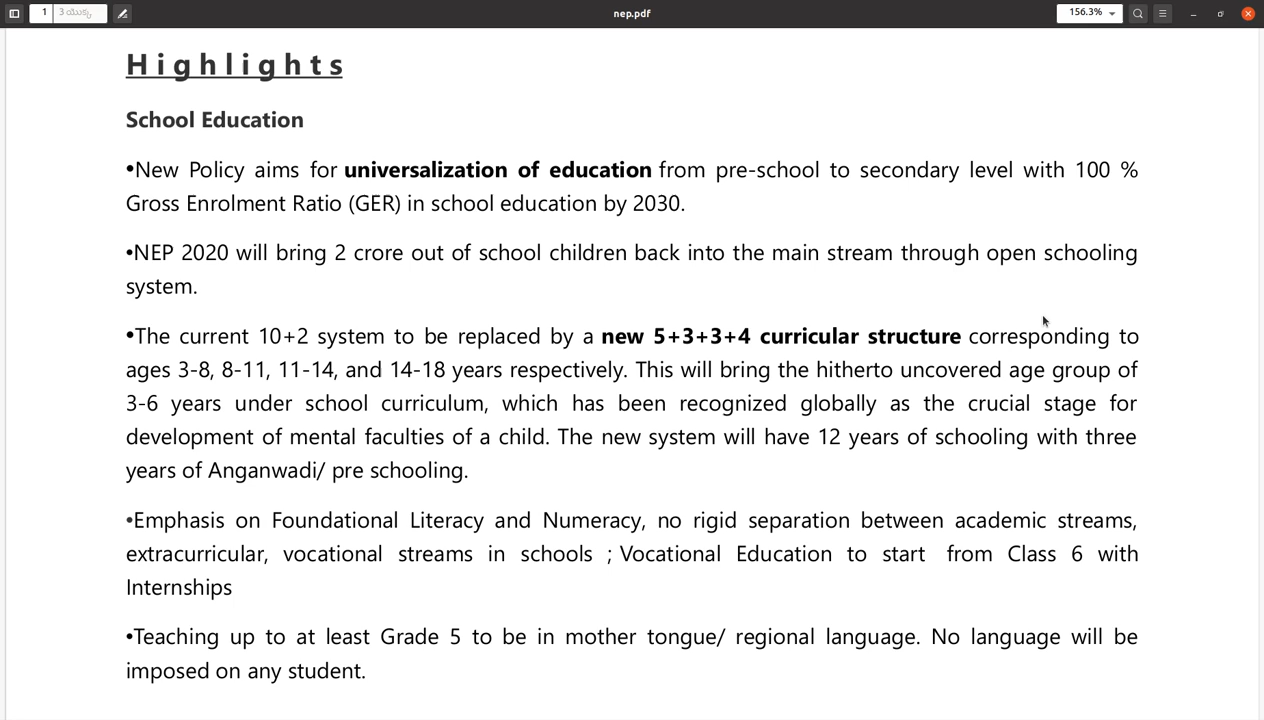 1 3 ಯೊಕ್ಕ nep.pdf 156.3%
Highlights
School Education
•New Policy aims for universalization of education from pre-school to secondary level with 100 %
Gross Enrolment Ratio (GER) in school education by 2030.
•NEP 2020 will bring 2 crore out of school children back into the main stream through open schooling
system.
•The current 10+2 system to be replaced by a new 5+3+3+4 curricular structure corresponding to
ages 3-8, 8-11, 11-14, and 14-18 years respectively. This will bring the hitherto uncovered age group of
3-6 years under school curriculum, which has been recognized globally as the crucial stage for
development of mental faculties of a child. The new system will have 12 years of schooling with three
years of Anganwadi/ pre schooling.
•Emphasis on Foundational Literacy and Numeracy, no rigid separation between academic streams,
extracurricular, vocational streams in schools ; Vocational Education to start from Class 6 with
Internships
•Teaching up to at least Grade 5 to be in mother tongue/ regional language. No language will be
imposed on any student.